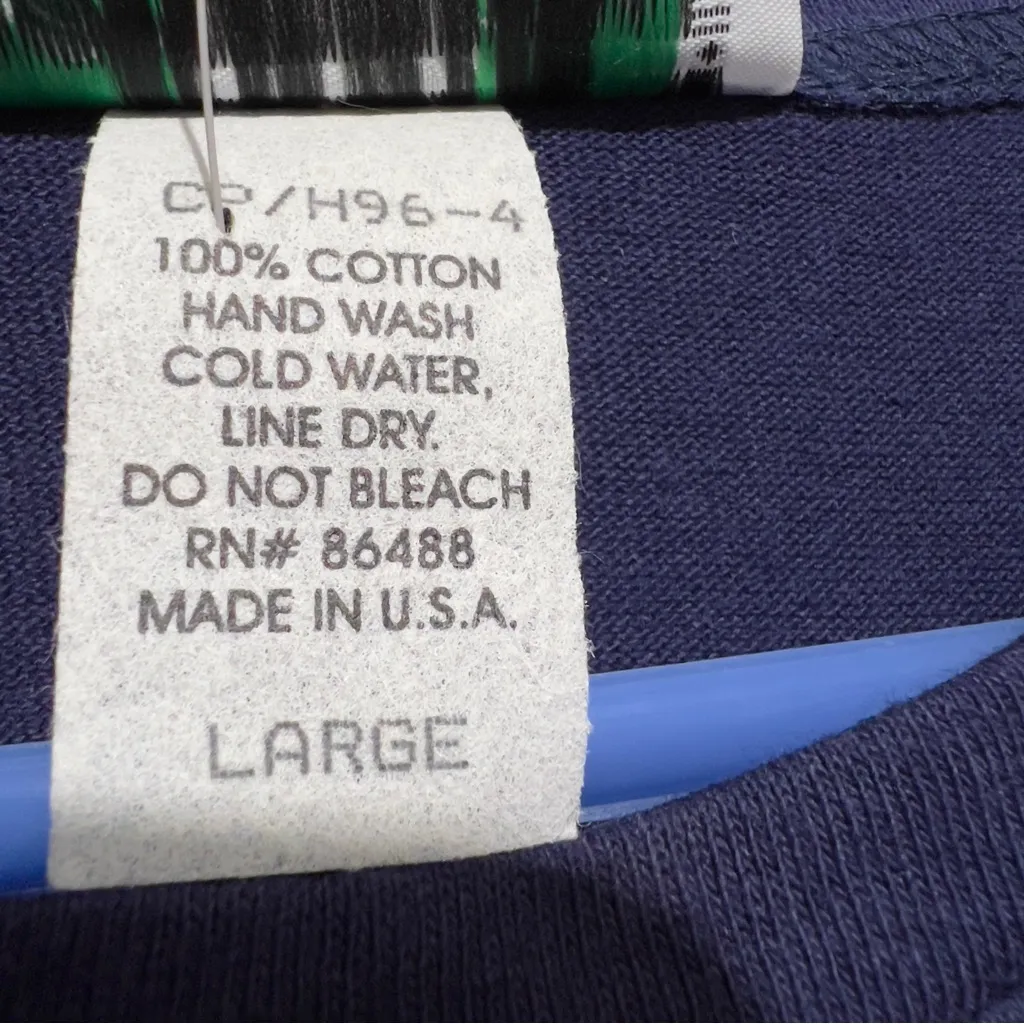 CP/H96-4
100% COTTON
HAND WASH
COLD WATER,
LINE DRY.
DO NOT BLEACH
RN# 86488
MADE IN U.S.A.
LARGE